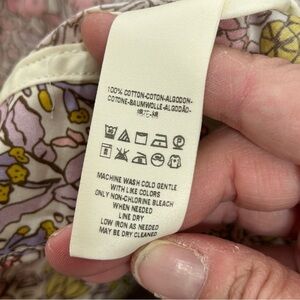 100% COTTON-COTON-ALGODON-
COTONE-BAUMWOLLE-ALGODÃO-
MACHINE WASH COLD GENTLE
WITH LIKE COLORS
ONLY NON-CHLORINE BLEACH
WHEN NEEDED
LINE DRY
LOW IRON AS NEEDED
MAY BE DRY CLEANED